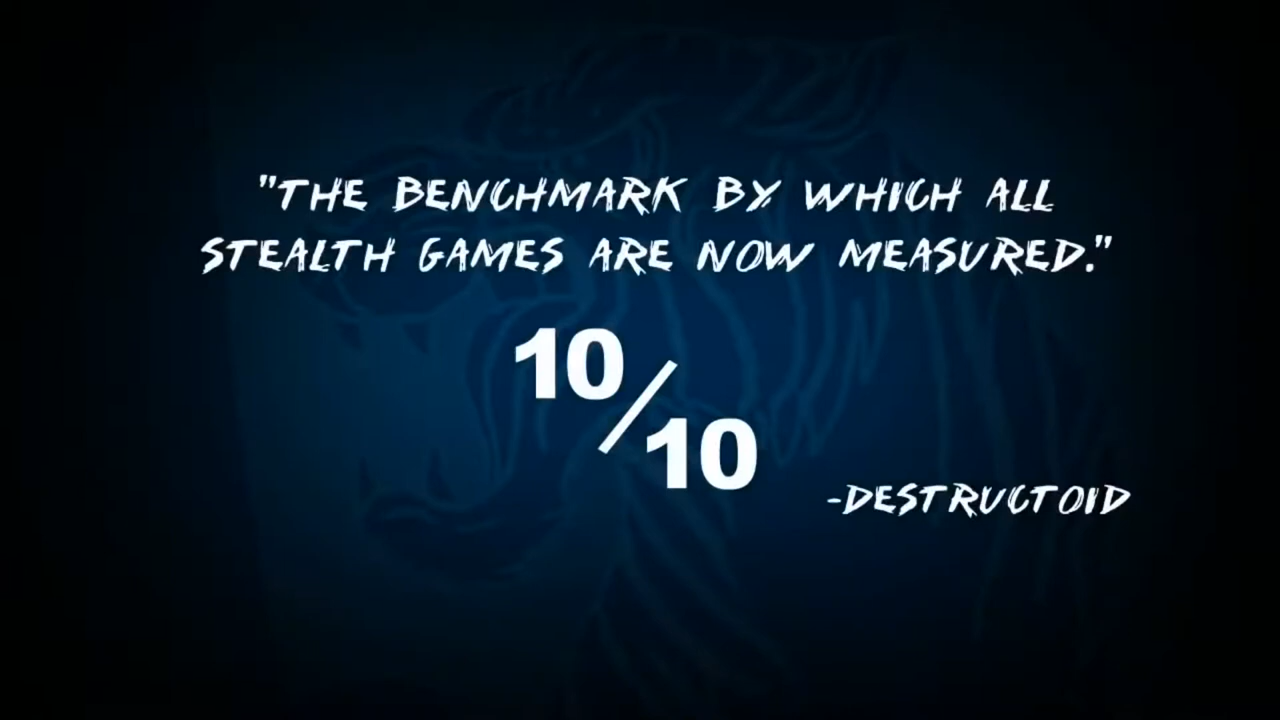 "THE BENCHMARK BY WHICH ALL
STEALTH GAMES ARE NOW MEASURED."
10/10
-DESTRUCTOID